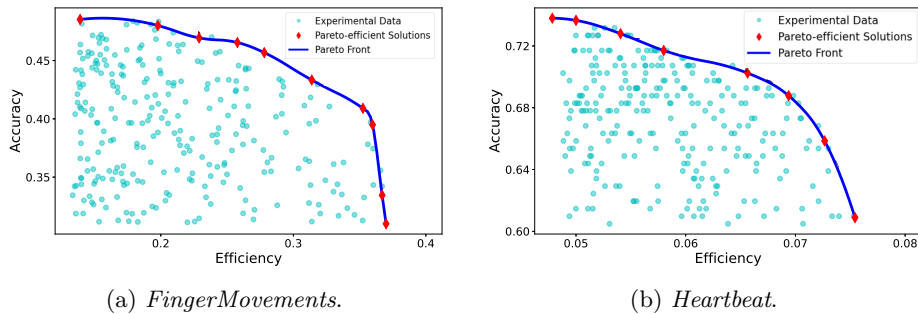 Experimental Data
Pareto-efficient Solutions
Pareto Front
0.45
0.40
0.35
Accuracy
0.2 0.3 0.4
Efficiency
(a) FingerMovements.
Experimental Data
Pareto-efficient Solutions
Pareto Front
0.72
0.68
0.64
0.60
Accuracy
0.05 0.06 0.07 0.08
Efficiency
(b) Heartbeat.